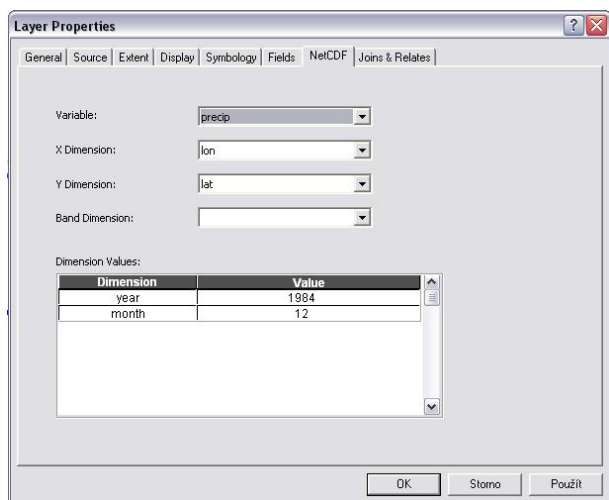 Layer Properties
General Source Extent Display Symbology Fields NetCDF Joins & Relates
Variable: precip
X Dimension: lon
Y Dimension: lat
Band Dimension:
Dimension Values:
Dimension Value
year 1984
month 12
OK Storno Použít